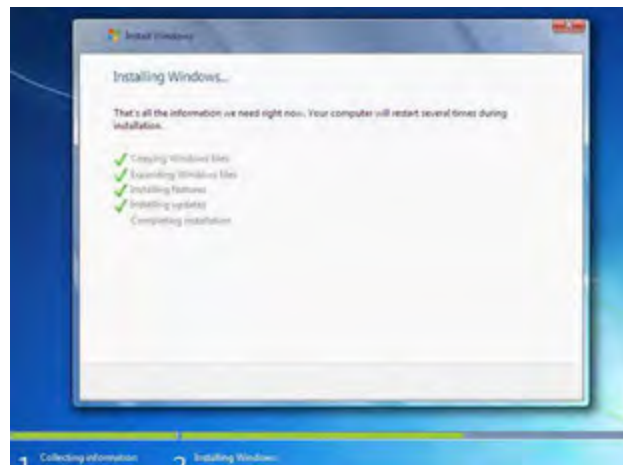 Install Windows
Installing Windows...
That's all the information we need right now. Your computer will restart several times during
installation.
Copying Windows files
Expanding Windows files
Installing features
Installing updates
Completing installation
1 Collecting information
2 Installing Windows